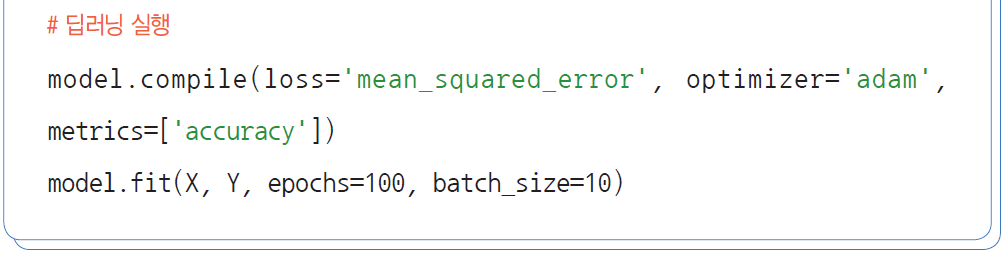 # 딥러닝 실행
model.compile(loss='mean_squared_error', optimizer='adam',
metrics=['accuracy'])
model.fit(X, Y, epochs=100, batch_size=10)